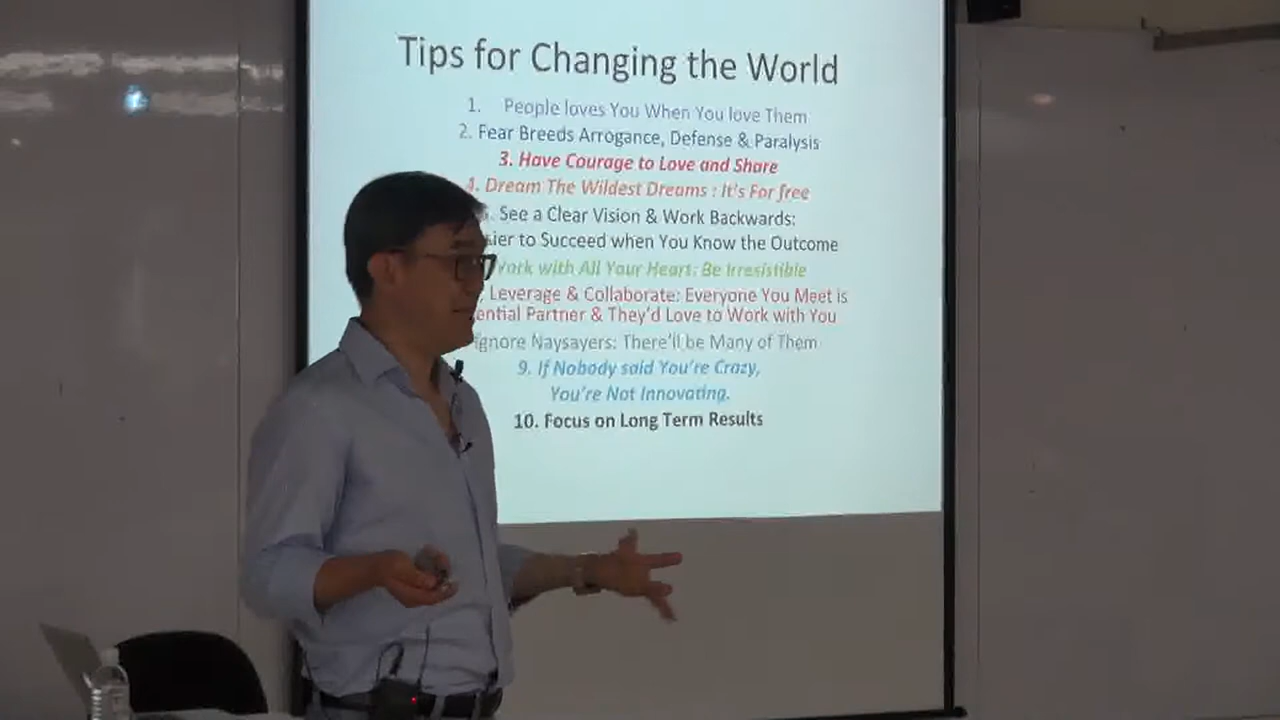 Tips for Changing the World
1. People loves You When You love Them
2. Fear Breeds Arrogance, Defense & Paralysis
3. Have Courage to Love and Share
4. Dream The Wildest Dreams : It's For free
See a Clear Vision & Work Backwards:
to Succeed when You Know the Outcome
Work with All Your Heart: Be Irresistible
Leverage & Collaborate: Everyone You Meet is
Partner & They'd Love to Work with You
Ignore Naysayers: There'll be Many of Them
9. If Nobody said You're Crazy,
You're Not Innovating.
10. Focus on Long Term Results